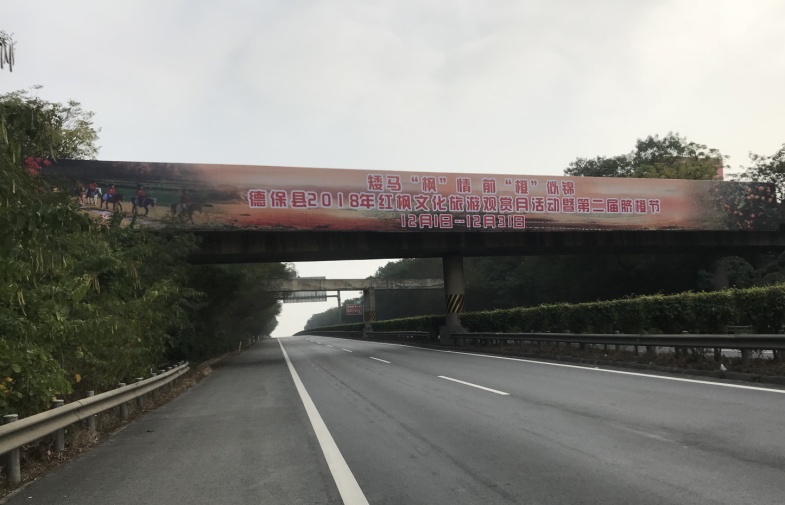 矮马“枫”情 前“橙”似锦
德保县2018年红枫文化旅游观赏月活动暨第二届脐橙节
12月1日-12月31日